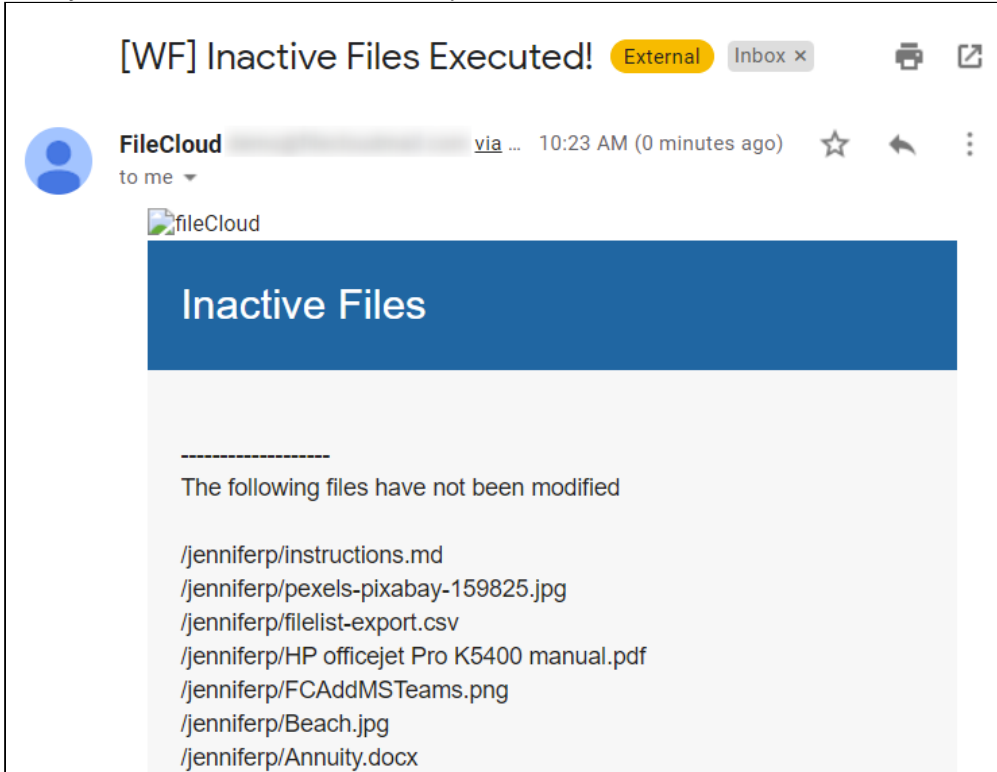 [WF] Inactive Files Executed! External Inbox ×
FileCloud via ... 10:23 AM (0 minutes ago)
to me
fileCloud
Inactive Files
-------------------
The following files have not been modified
/jenniferp/instructions.md
/jenniferp/pexels-pixabay-159825.jpg
/jenniferp/filelist-export.csv
/jenniferp/HP officejet Pro K5400 manual.pdf
/jenniferp/FCAddMSTeams.png
/jenniferp/Beach.jpg
/jenniferp/Annuity.docx